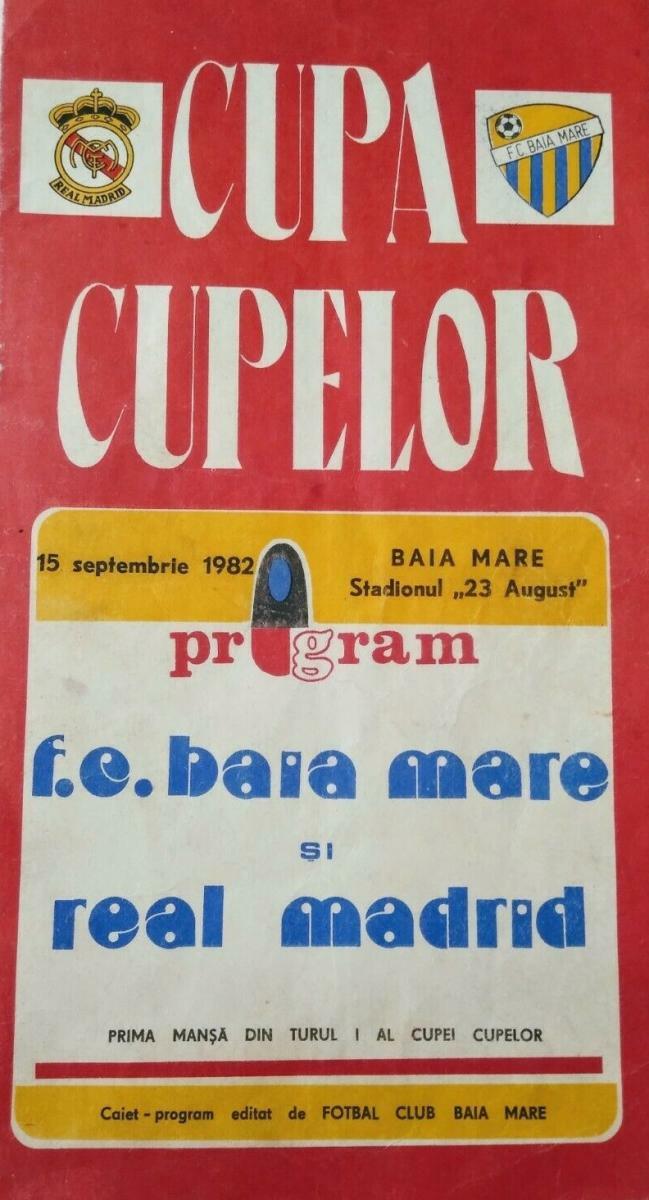 CUPA
REAL MADRID
F.C. BAIA MARE
CUPELOR
15 septembrie 1982
BAIA MARE
Stadionul „23 August”
program
f.c. baia mare
ȘI
real madrid
PRIMA MANȘĂ DIN TURUL I AL CUPEI CUPELOR
Caiet-program editat de FOTBAL CLUB BAIA MARE